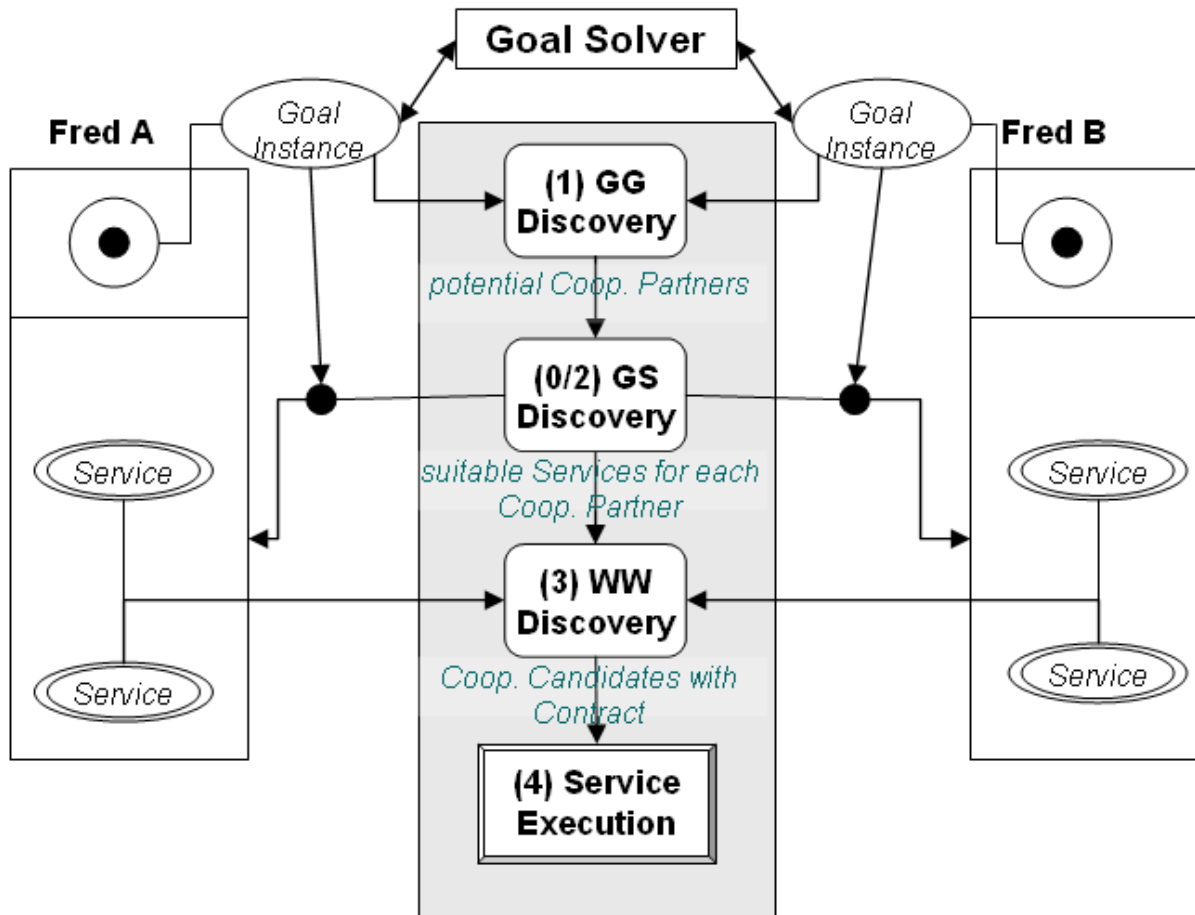 Goal Solver
Fred A
Goal
Instance
Goal
Instance
Fred B
(1) GG
Discovery
potential Coop. Partners
(0/2) GS
Discovery
Service
suitable Services for each
Coop. Partner
Service
(3) WW
Discovery
Service
Coop. Candidates with
Contract
Service
(4) Service
Execution